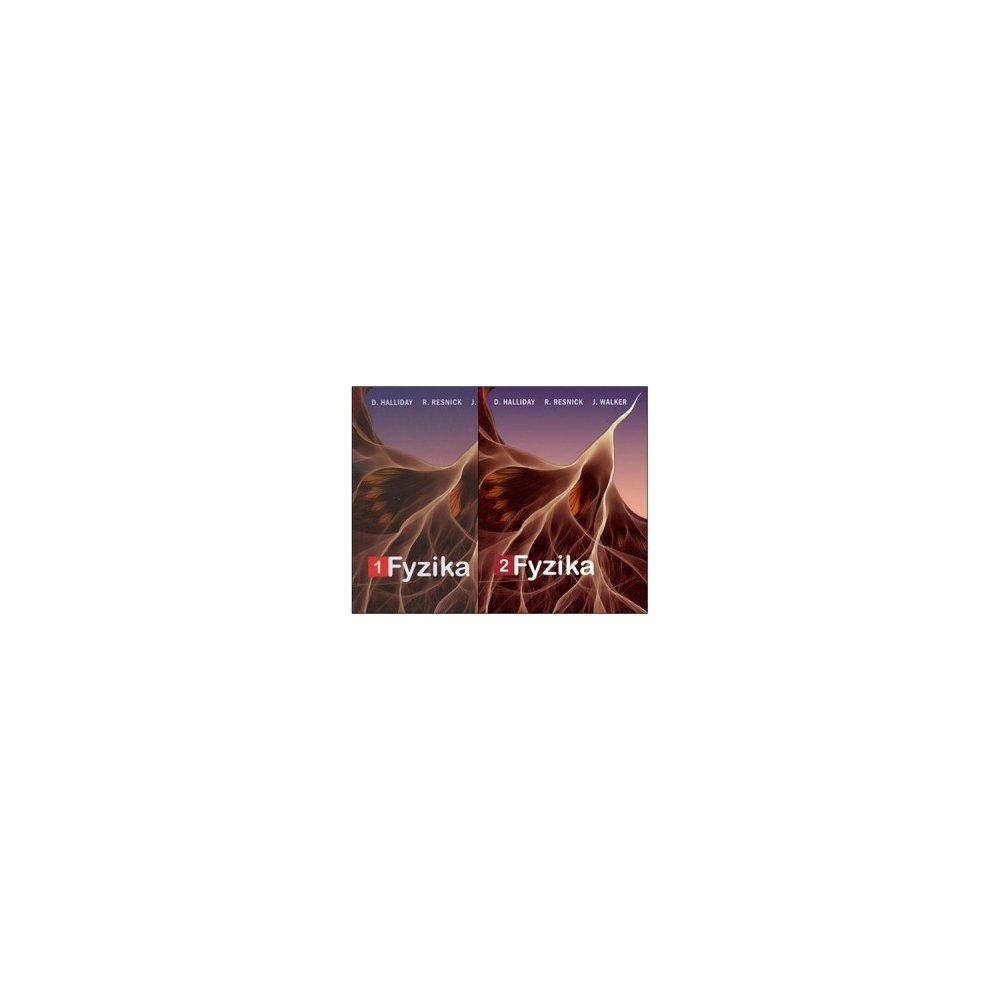 D. HALLIDAY R. RESNICK J.
1 Fyzika
D. HALLIDAY R. RESNICK J. WALKER
2 Fyzika